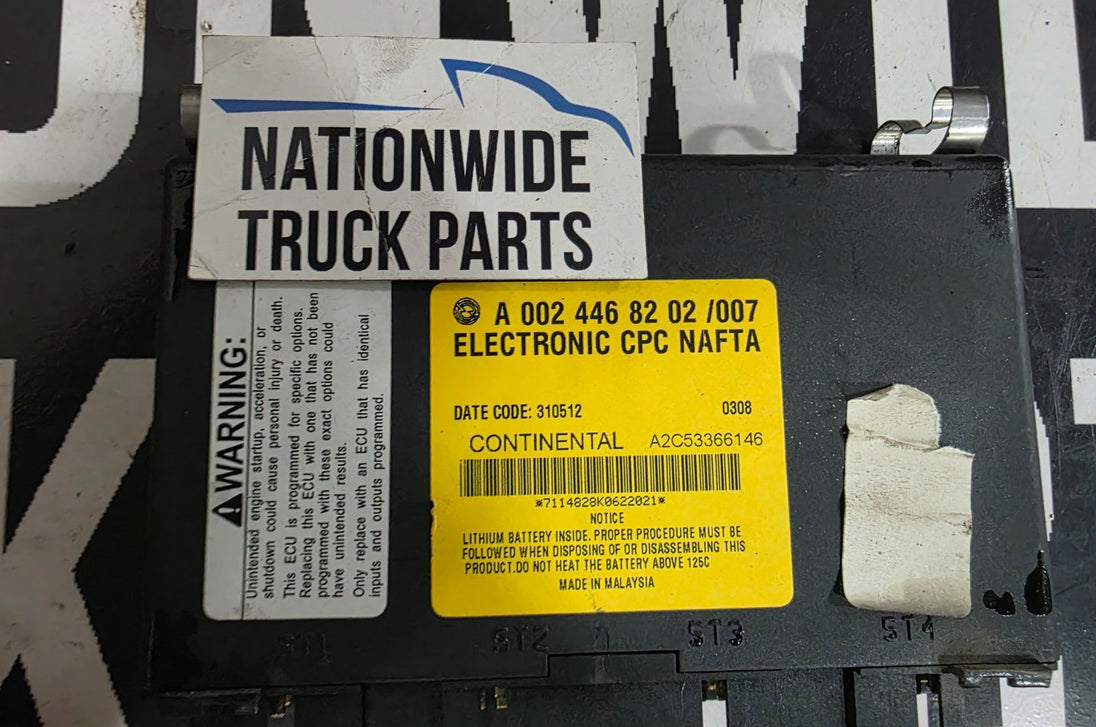 NATIONWIDE
TRUCK PARTS
WARNING:
Unintended engine startup, acceleration, or
shutdown could cause personal injury or death.
This ECU is programmed for specific options.
Replacing this ECU with one that has not been
programmed with these exact options could
have unintended results.
Only replace with an ECU that has identical
inputs and outputs programmed.
A 002 446 82 02 /007
ELECTRONIC CPC NAFTA
DATE CODE: 310512 0308
CONTINENTAL A2C53366146
*7114828K0622021*
NOTICE
LITHIUM BATTERY INSIDE. PROPER PROCEDURE MUST BE
FOLLOWED WHEN DISPOSING OF OR DISASSEMBLING THIS
PRODUCT.DO NOT HEAT THE BATTERY ABOVE 125C
MADE IN MALAYSIA
ST1 ST2 ST3 ST4